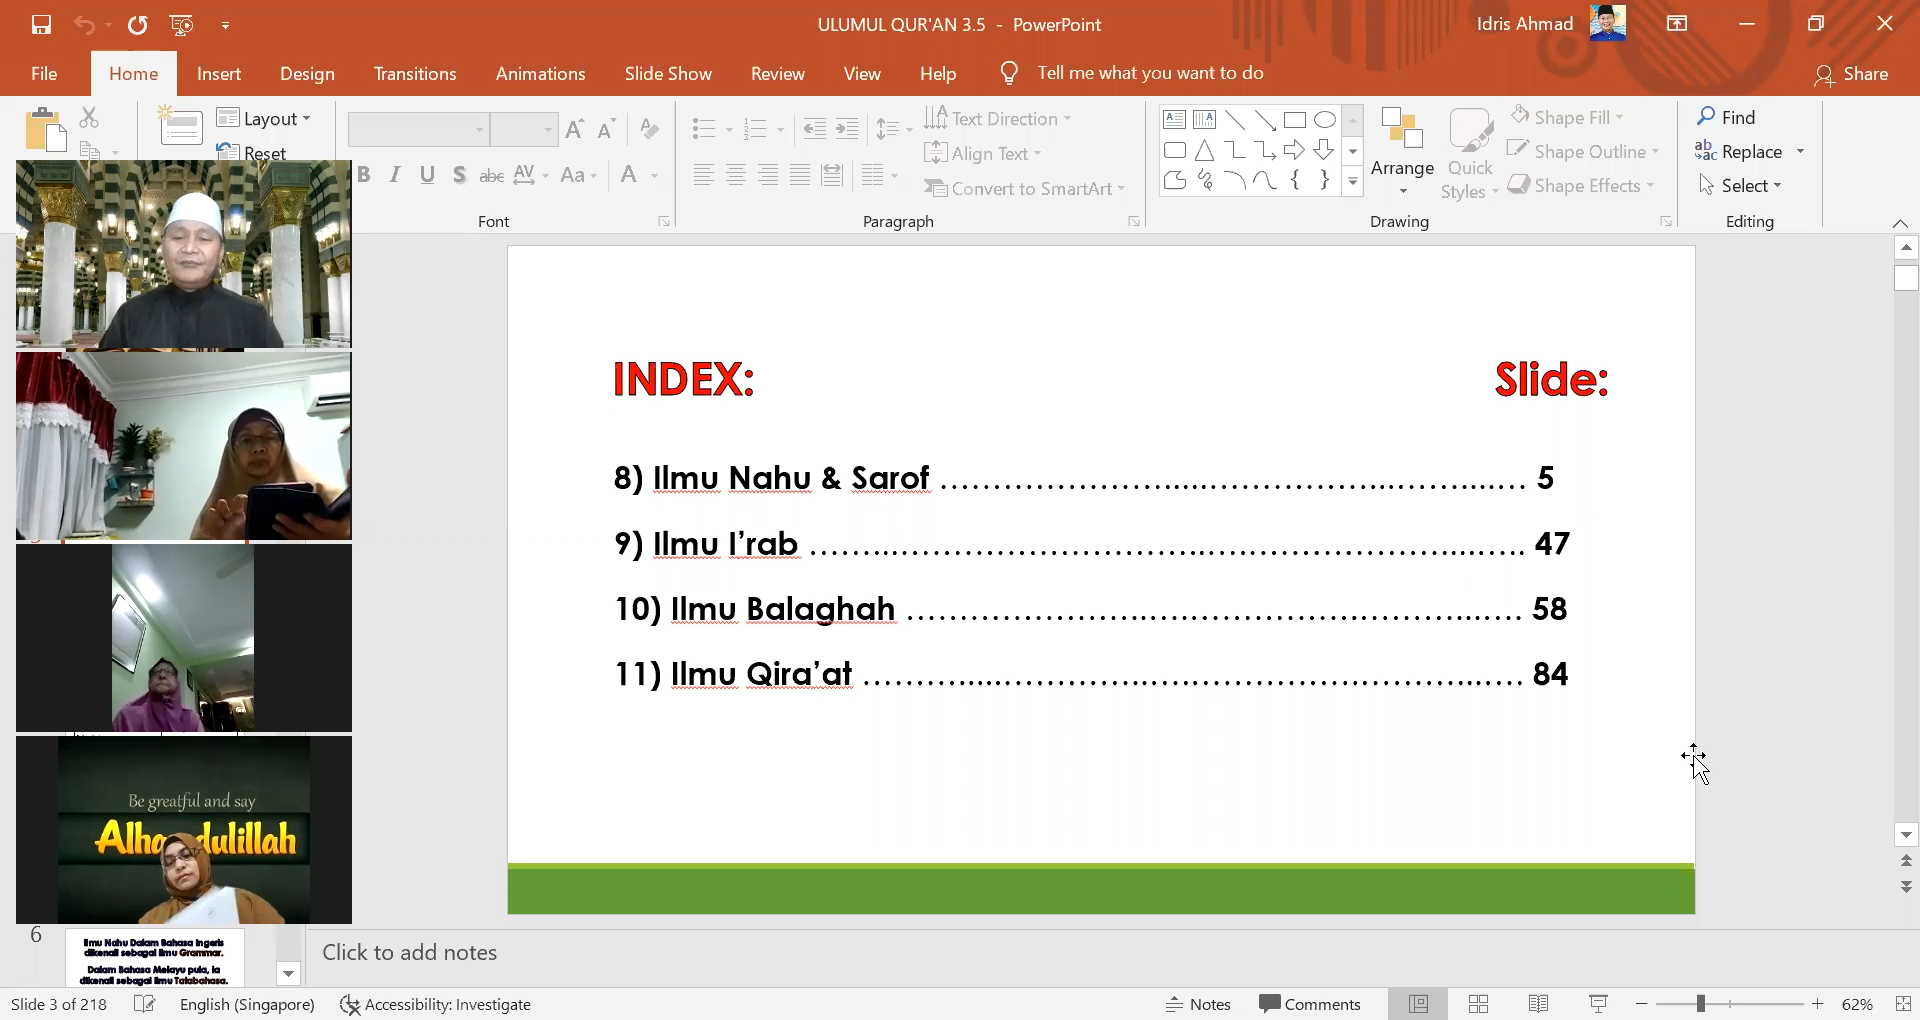 ULUMUL QUR'AN 3.5 - PowerPoint
Idris Ahmad
File Home Insert Design Transitions Animations Slide Show Review View Help Tell me what you want to do Share
Layout
Reset
Text Direction
Align Text
Convert to SmartArt
B I U S abc AV Aa A
Arrange
Quick Styles
Shape Fill
Shape Outline
Shape Effects
Find
Replace
Select
Font Paragraph Drawing Editing
INDEX: Slide:
8) Ilmu Nahu & Sarof ………………………………………………… 5
9) Ilmu I’rab ………………………………………………………… 47
10) Ilmu Balaghah ………………………………………………… 58
11) Ilmu Qira’at …………………………………………………… 84
Be greatful and say
6
Ilmu Nahu Dalam Bahasa Ingeris
dikenali sebagai Ilmu Grammar.
Dalam Bahasa Melayu pula, ia
dikenali sebagai Ilmu Tatabahasa.
Click to add notes
Slide 3 of 218 English (Singapore) Accessibility: Investigate Notes Comments 62%